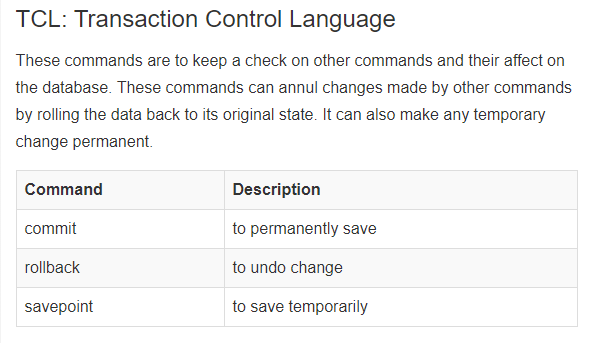 TCL: Transaction Control Language
These commands are to keep a check on other commands and their affect on
the database. These commands can annul changes made by other commands
by rolling the data back to its original state. It can also make any temporary
change permanent.
Command Description
commit to permanently save
rollback to undo change
savepoint to save temporarily